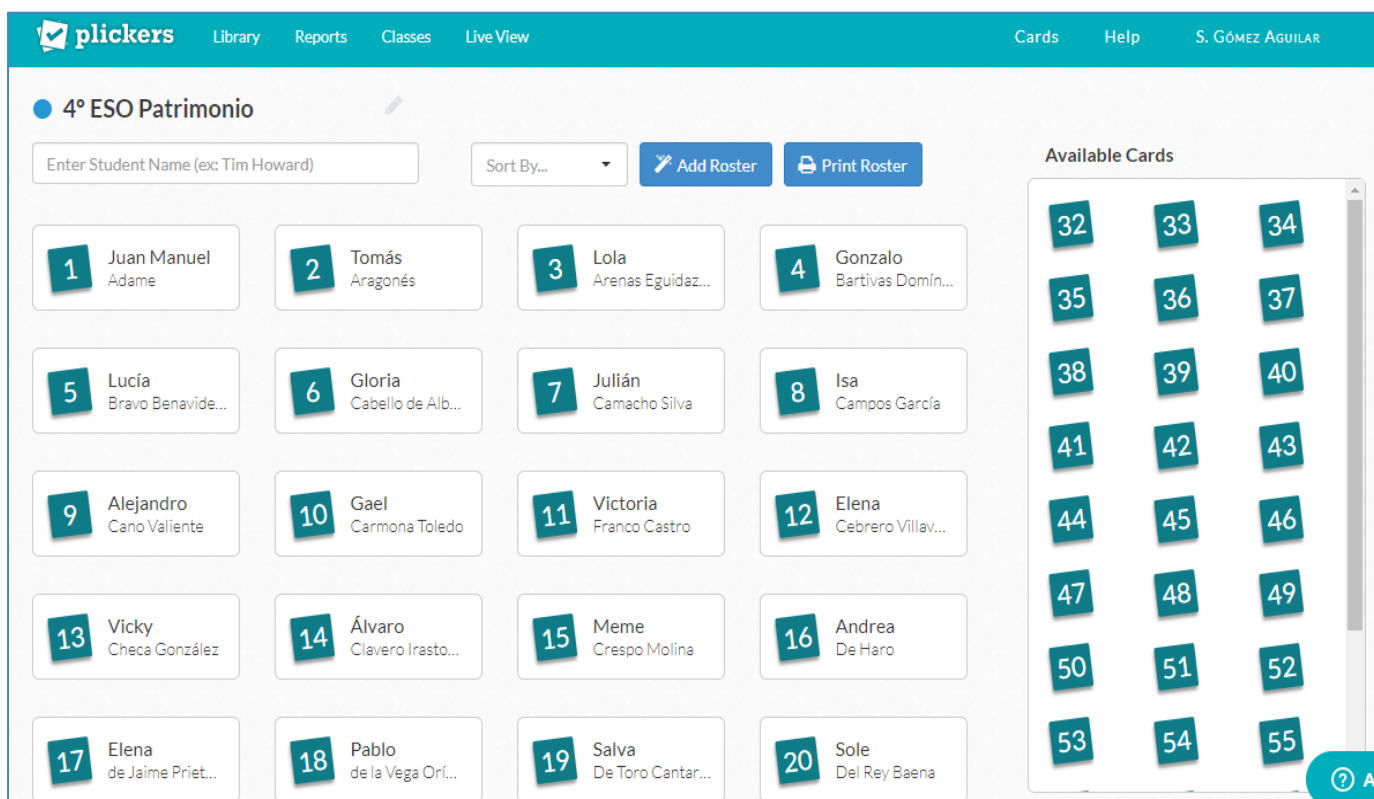 plickers Library Reports Classes Live View Cards Help S. GÓMEZ AGUILAR
4º ESO Patrimonio
Enter Student Name (ex: Tim Howard) Sort By... Add Roster Print Roster
Available Cards
1 Juan Manuel
Adame
2 Tomás
Aragonés
3 Lola
Arenas Eguidaz...
4 Gonzalo
Bartivas Domín...
5 Lucía
Bravo Benavide...
6 Gloria
Cabello de Alb...
7 Julián
Camacho Silva
8 Isa
Campos García
9 Alejandro
Cano Valiente
10 Gael
Carmona Toledo
11 Victoria
Franco Castro
12 Elena
Cebrero Villav...
13 Vicky
Checa González
14 Álvaro
Clavero Irasto...
15 Meme
Crespo Molina
16 Andrea
De Haro
17 Elena
de Jaime Priet...
18 Pablo
de la Vega Orí...
19 Salva
De Toro Cantar...
20 Sole
Del Rey Baena
32 33 34
35 36 37
38 39 40
41 42 43
44 45 46
47 48 49
50 51 52
53 54 55